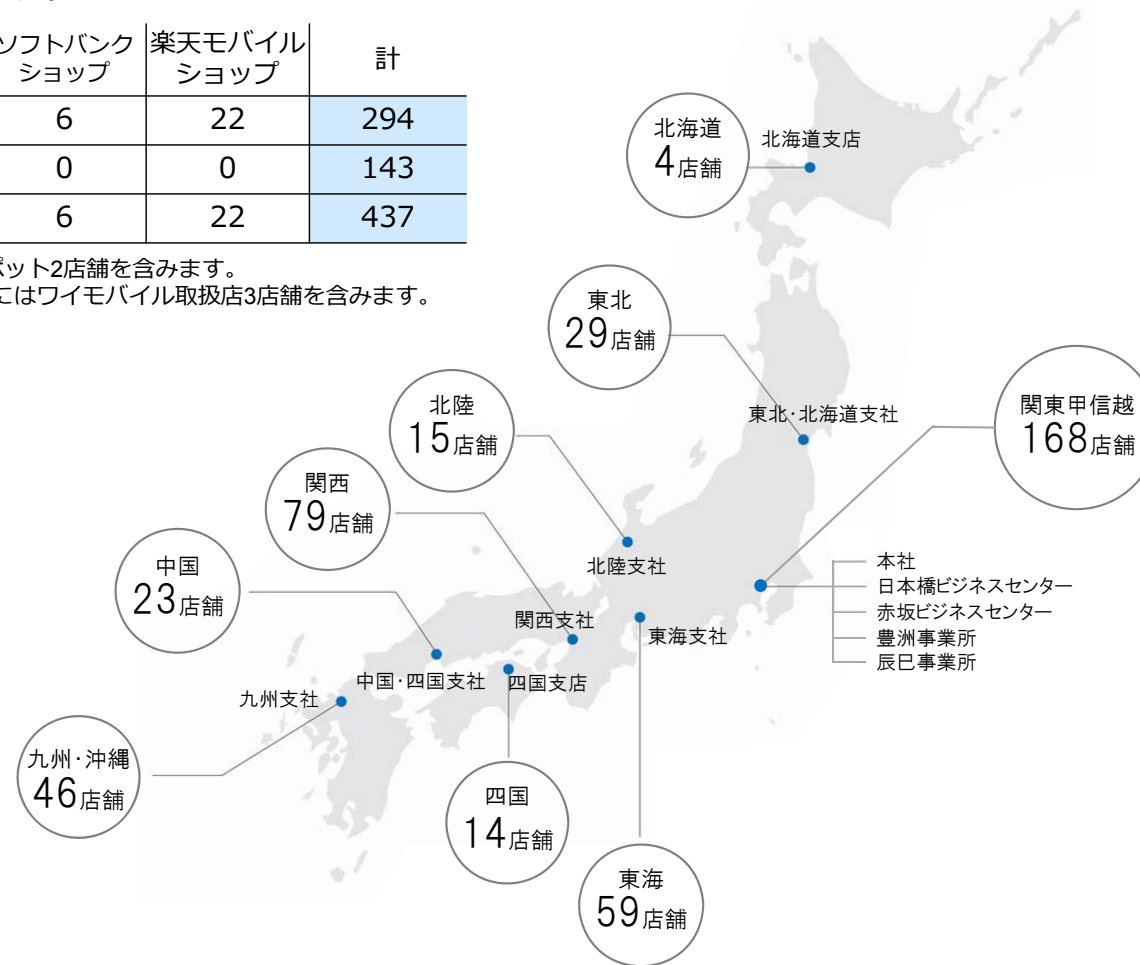 ソフトバンク
ショップ
楽天モバイル
ショップ
計
6 22 294
0 0 143
6 22 437
ポット2店舗を含みます。
にはワイモバイル取扱店3店舗を含みます。
北海道
4店舗
北海道支店
東北
29店舗
東北・北海道支社
関東甲信越
168店舗
北陸
15店舗
北陸支社
関西
79店舗
関西支社
中国
23店舗
中国・四国支社
四国支店
東海支社
本社
日本橋ビジネスセンター
赤坂ビジネスセンター
豊洲事業所
辰巳事業所
九州支社
九州・沖縄
46店舗
四国
14店舗
東海
59店舗